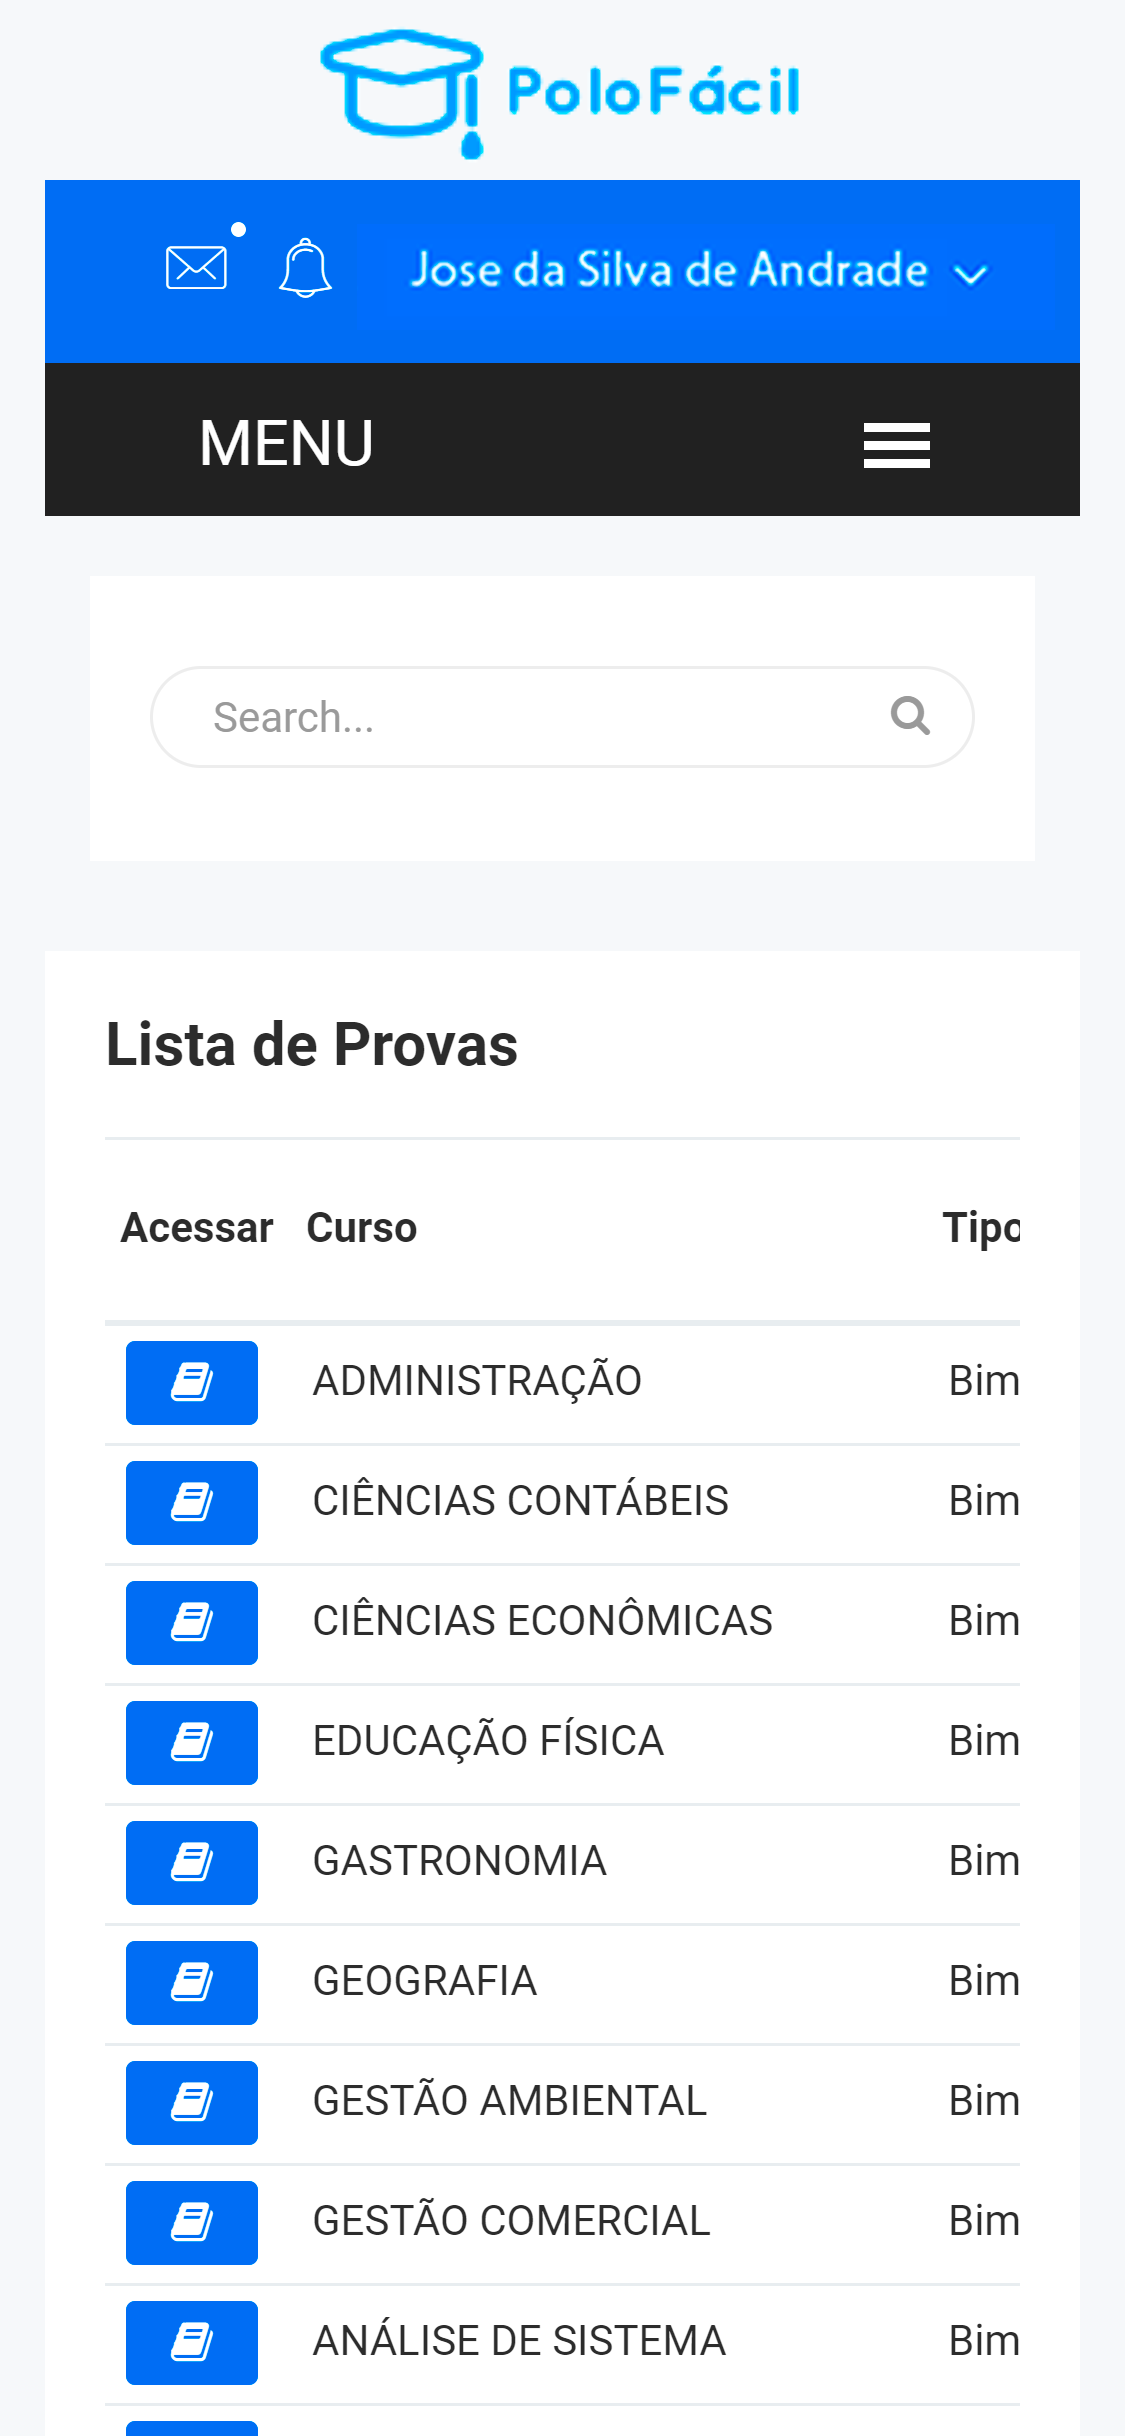 PoloFácil
Jose da Silva de Andrade
MENU
Search...
Lista de Provas
Acessar Curso Tipo
ADMINISTRAÇÃO Bim
CIÊNCIAS CONTÁBEIS Bim
CIÊNCIAS ECONÔMICAS Bim
EDUCAÇÃO FÍSICA Bim
GASTRONOMIA Bim
GEOGRAFIA Bim
GESTÃO AMBIENTAL Bim
GESTÃO COMERCIAL Bim
ANÁLISE DE SISTEMA Bim